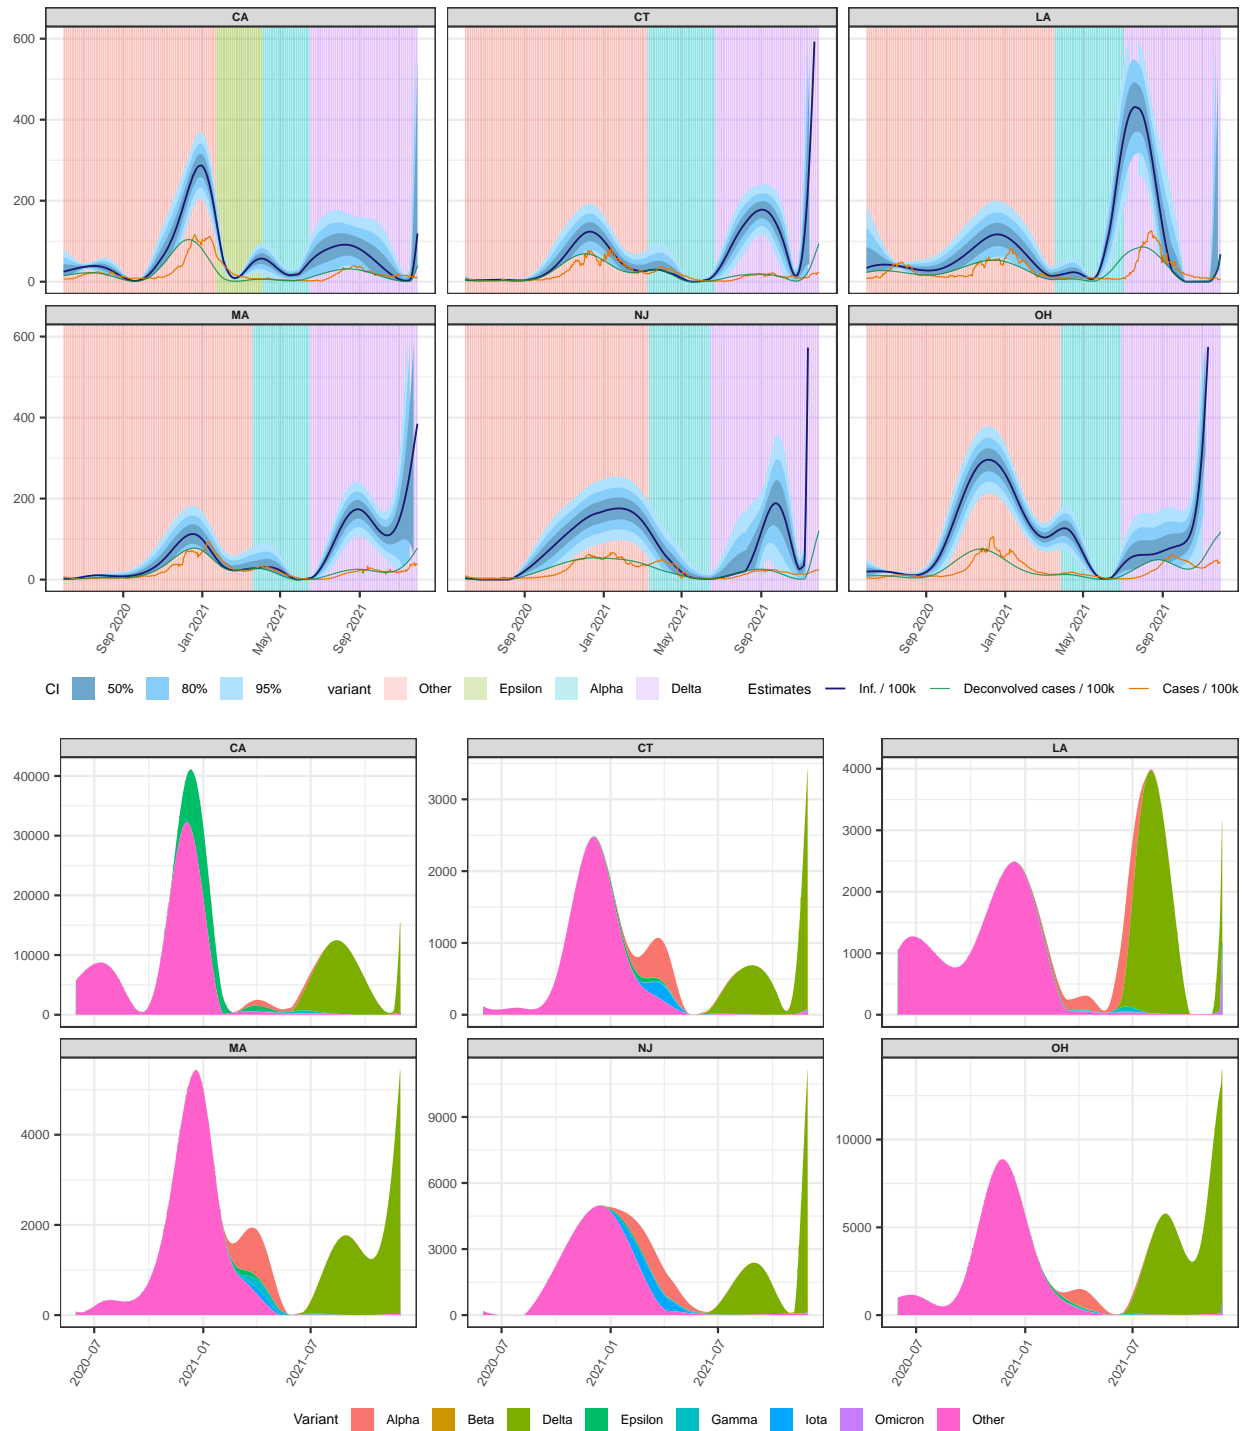 CA CT LA
600
400
200
0
MA NJ OH
600
400
200
0
Sep 2020 Jan 2021 May 2021 Sep 2021 Sep 2020 Jan 2021 May 2021 Sep 2021 Sep 2020 Jan 2021 May 2021 Sep 2021
CI 50% 80% 95% variant Other Epsilon Alpha Delta Estimates Inf. / 100k Deconvolved cases / 100k Cases / 100k
CA
40000
30000
20000
10000
0
CT
3000
2000
1000
0
LA
4000
3000
2000
1000
0
MA
4000
2000
0
2020−07 2021−01 2021−07
NJ
9000
6000
3000
0
2020−07 2021−01 2021−07
OH
10000
5000
0
2020−07 2021−01 2021−07
Variant Alpha Beta Delta Epsilon Gamma Iota Omicron Other